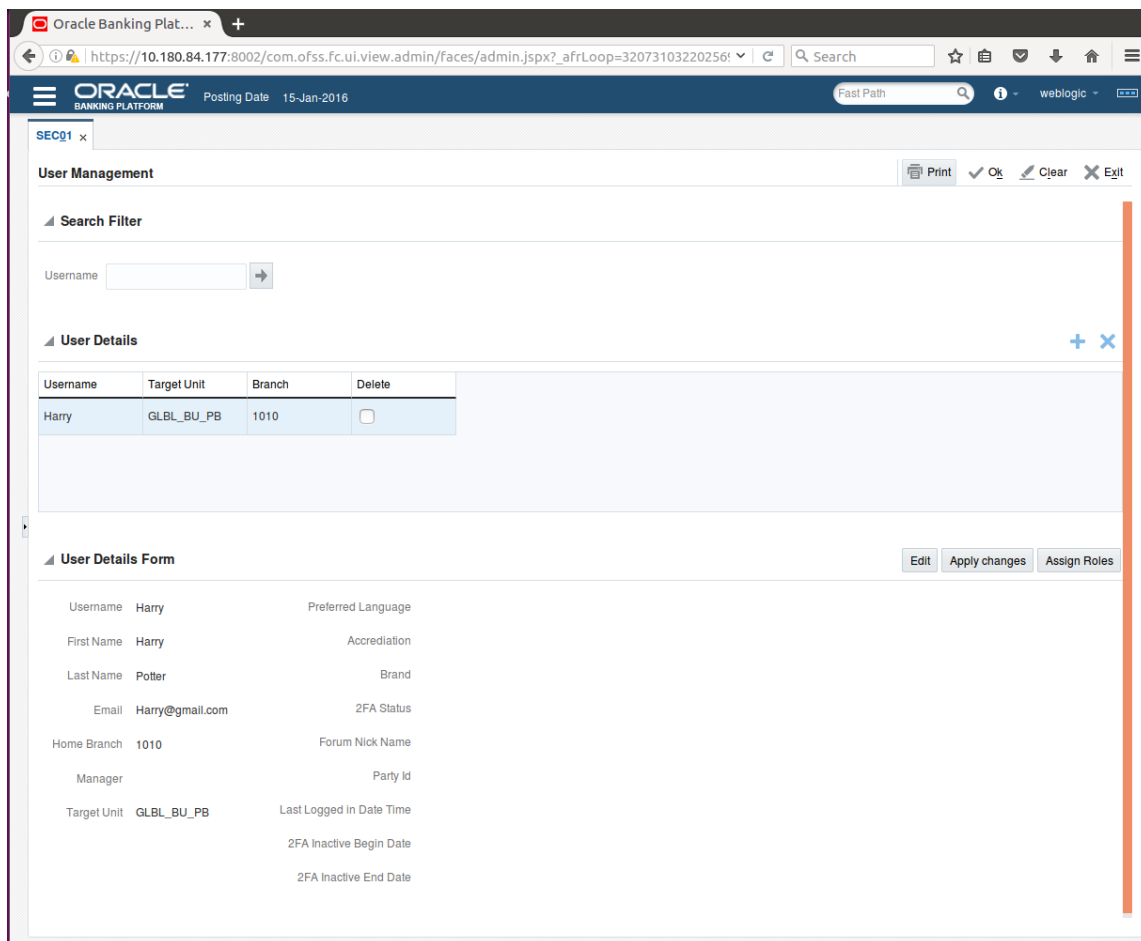 Oracle Banking Plat... × +
https://10.180.84.177:8002/com.ofss.fc.ui.view.admin/faces/admin.jspx?_afrLoop=3207310322025 Search
ORACLE BANKING PLATFORM Posting Date 15-Jan-2016 Fast Path weblogic
SEC01 ×
User Management Print Ok Clear Exit
Search Filter
Username
User Details
Username Target Unit Branch Delete
Harry GLBL_BU_PB 1010
User Details Form Edit Apply changes Assign Roles
Username Harry Preferred Language
First Name Harry Accrediation
Last Name Potter Brand
Email Harry@gmail.com 2FA Status
Home Branch 1010 Forum Nick Name
Manager Party Id
Target Unit GLBL_BU_PB Last Logged in Date Time
2FA Inactive Begin Date
2FA Inactive End Date